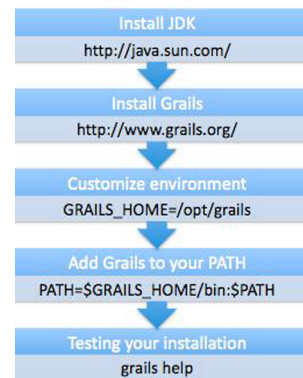 Install JDK
http://java.sun.com/
Install Grails
http://www.grails.org/
Customize environment
GRAILS_HOME=/opt/grails
Add Grails to your PATH
PATH=$GRAILS_HOME/bin:$PATH
Testing your installation
grails help